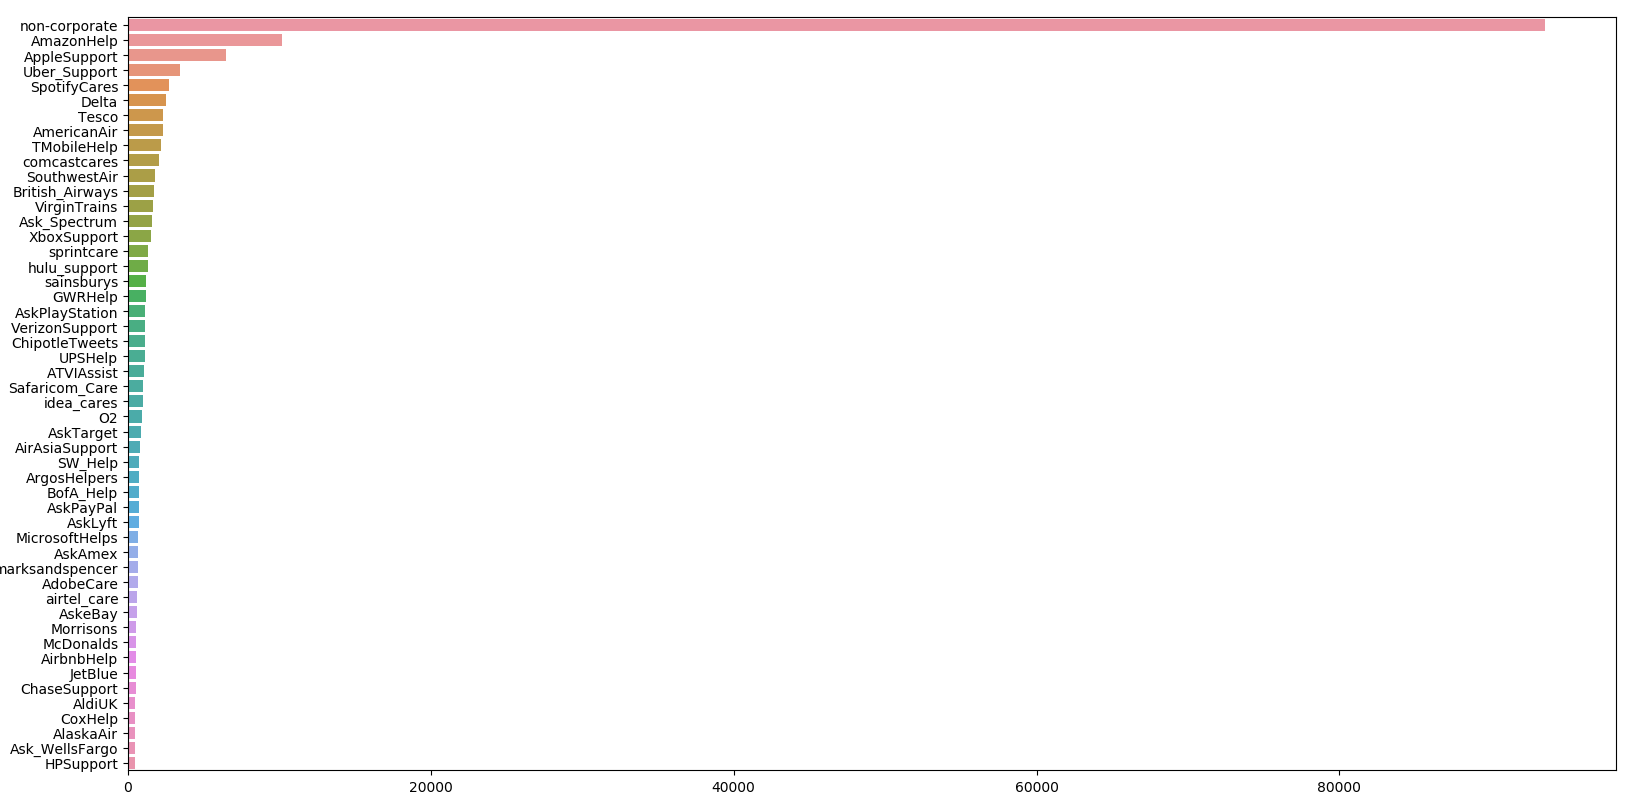 non-corporate
AmazonHelp
AppleSupport
Uber_Support
SpotifyCares
Delta
Tesco
AmericanAir
TMobileHelp
comcastcares
SouthwestAir
British_Airways
VirginTrains
Ask_Spectrum
XboxSupport
sprintcare
hulu_support
sainsburys
GWRHelp
AskPlayStation
VerizonSupport
ChipotleTweets
UPSHelp
ATVIAssist
Safaricom_Care
idea_cares
O2
AskTarget
AirAsiaSupport
SW_Help
ArgosHelpers
BofA_Help
AskPayPal
AskLyft
MicrosoftHelps
AskAmex
marksandspencer
AdobeCare
airtel_care
AskeBay
Morrisons
McDonalds
AirbnbHelp
JetBlue
ChaseSupport
AldiUK
CoxHelp
AlaskaAir
Ask_WellsFargo
HPSupport
0 20000 40000 60000 80000